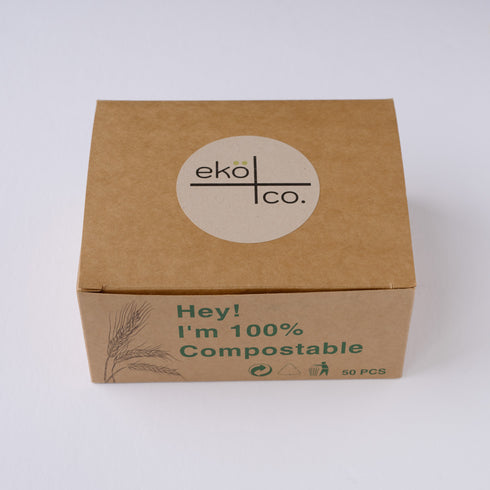 ekö
co.
Hey!
I'm 100%
Compostable
50 PCS